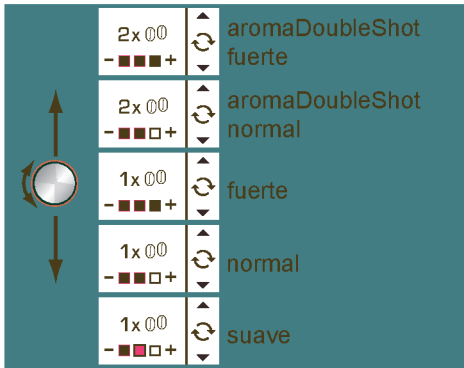 2x
- +
aromaDoubleShot
fuerte
2x
- +
aromaDoubleShot
normal
1x
- +
fuerte
1x
- +
normal
1x
- +
suave